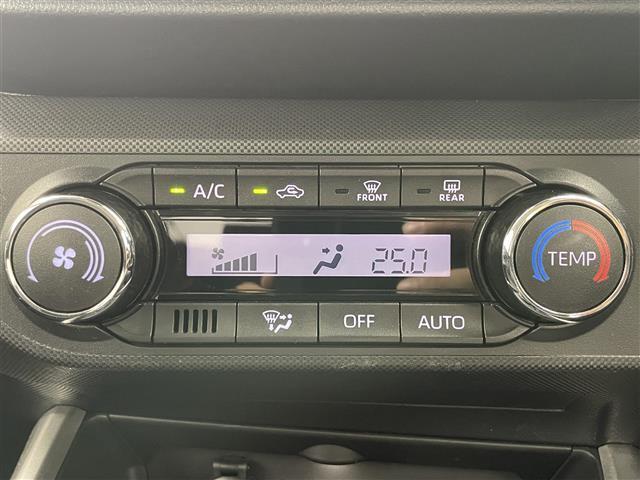 A/C
FRONT
REAR
25.0
TEMP
OFF
AUTO